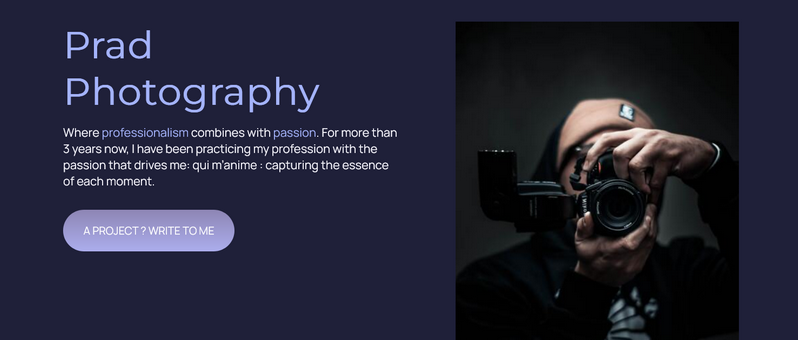 Prad
Photography
Where professionalism combines with passion. For more than
3 years now, I have been practicing my profession with the
passion that drives me: qui m'anime : capturing the essence
of each moment.
A PROJECT ? WRITE TO ME